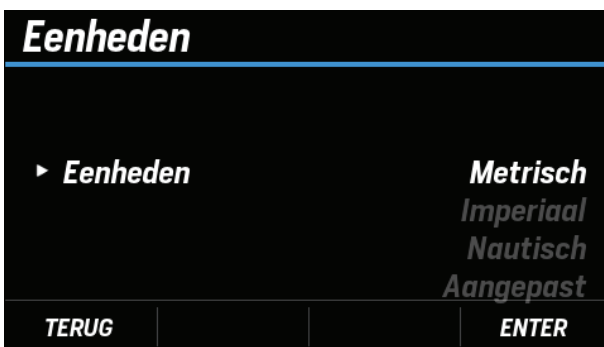 Eenheden
Eenheden Metrisch
Imperiaal
Nautisch
Aangepast
TERUG ENTER